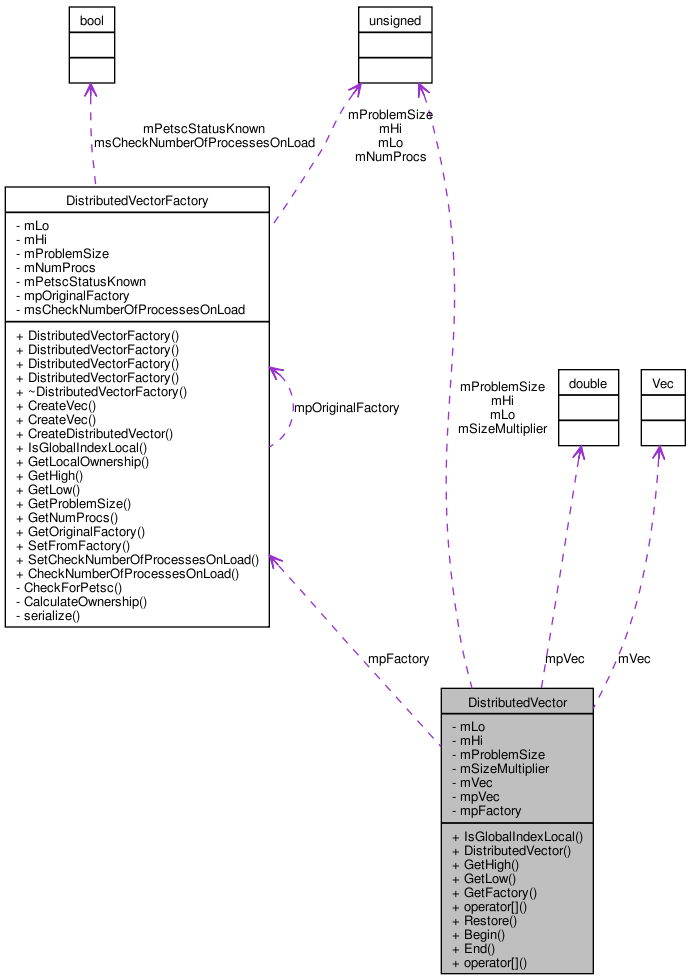 bool
unsigned
mPetscStatusKnown
msCheckNumberOfProcessesOnLoad
mProblemSize
mHi
mLo
mNumProcs
DistributedVectorFactory
- mLo
- mHi
- mProblemSize
- mNumProcs
- mPetscStatusKnown
- mpOriginalFactory
- msCheckNumberOfProcessesOnLoad
+ DistributedVectorFactory()
+ DistributedVectorFactory()
+ DistributedVectorFactory()
+ DistributedVectorFactory()
+ ~DistributedVectorFactory()
+ CreateVec()
+ CreateVec()
+ CreateDistributedVector()
+ IsGlobalIndexLocal()
+ GetLocalOwnership()
+ GetHigh()
+ GetLow()
+ GetProblemSize()
+ GetNumProcs()
+ GetOriginalFactory()
+ SetFromFactory()
+ SetCheckNumberOfProcessesOnLoad()
+ CheckNumberOfProcessesOnLoad()
- CheckForPetsc()
- CalculateOwnership()
- serialize()
mpOriginalFactory
mProblemSize
mHi
mLo
mSizeMultiplier
double
Vec
mpFactory
mpVec
mVec
DistributedVector
- mLo
- mHi
- mProblemSize
- mSizeMultiplier
- mVec
- mpVec
- mpFactory
+ IsGlobalIndexLocal()
+ DistributedVector()
+ GetHigh()
+ GetLow()
+ GetFactory()
+ operator[]()
+ Restore()
+ Begin()
+ End()
+ operator[]()